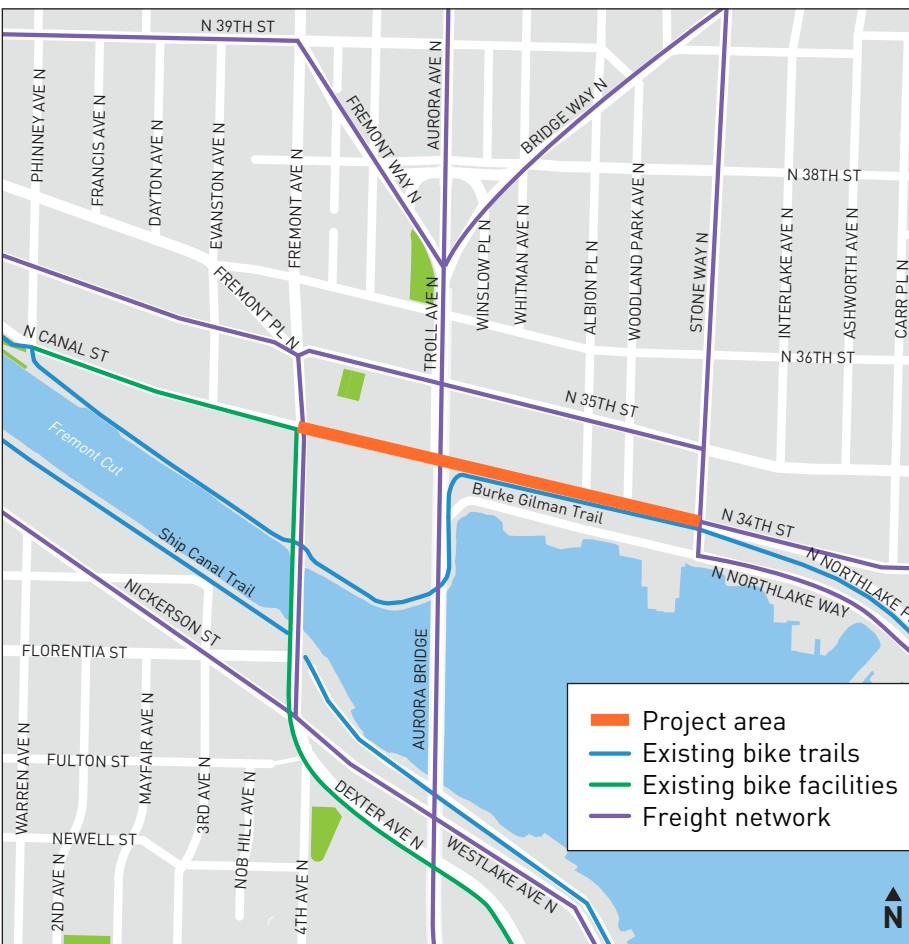 N 39TH ST
PHINNEY AVE N
FRANCIS AVE N
DAYTON AVE N
EVANSTON AVE N
FREMONT AVE N
FREMONT WAY N
AURORA AVE N
BRIDGE WAY N
N 38TH ST
WINSLOW PL N
WHITMAN AVE N
ALBION PL N
WOODLAND PARK AVE N
STONE WAY N
INTERLAKE AVE N
ASHWORTH AVE N
CARR PL N
FREMONT PL N
TROLL AVE N
N CANAL ST
N 36TH ST
N 35TH ST
Fremont Cut
Burke Gilman Trail
N 34TH ST
N NORTHLAKE P
N NORTHLAKE WAY
Ship Canal Trail
NICKERSON ST
FLORENTIA ST
AURORA BRIDGE
WARREN AVE N
FULTON ST
MAYFAIR AVE N
3RD AVE N
NOB HILL AVE N
DEXTER AVE N
WESTLAKE AVE N
NEWELL ST
2ND AVE N
4TH AVE N
Project area
Existing bike trails
Existing bike facilities
Freight network
N